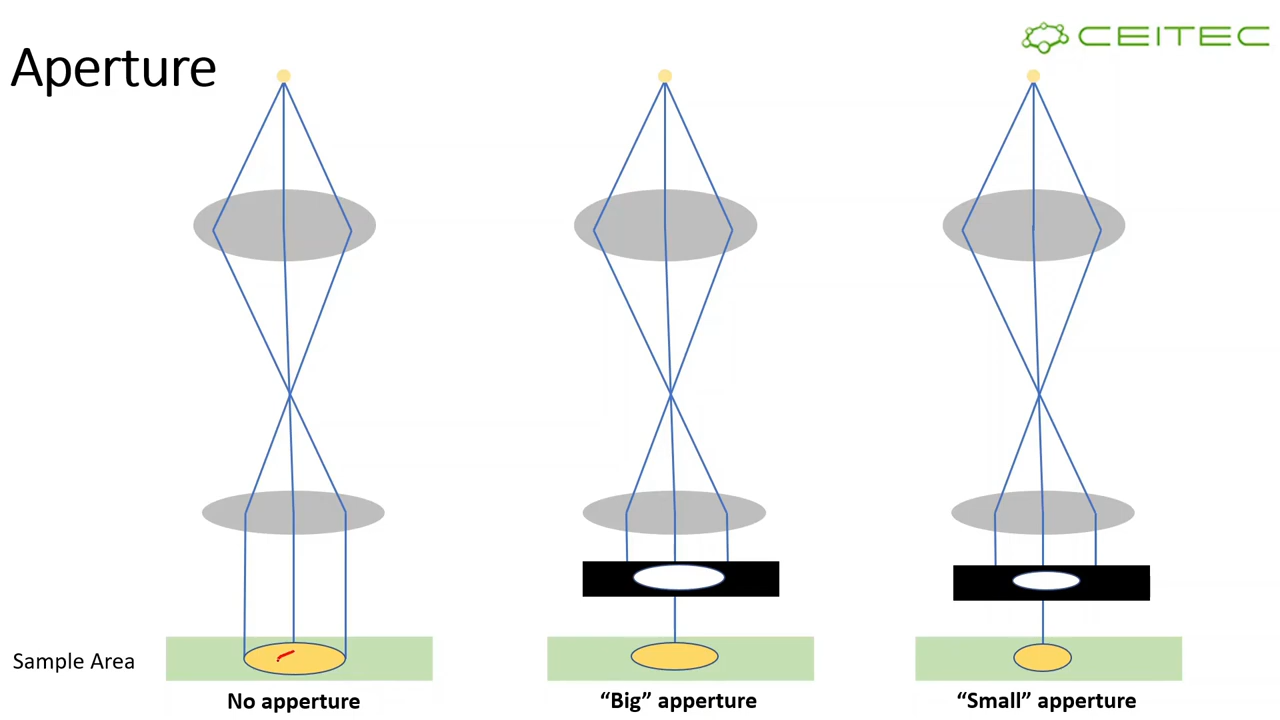 Aperture
CEITEC
Sample Area
No apperture
“Big” apperture
“Small” apperture